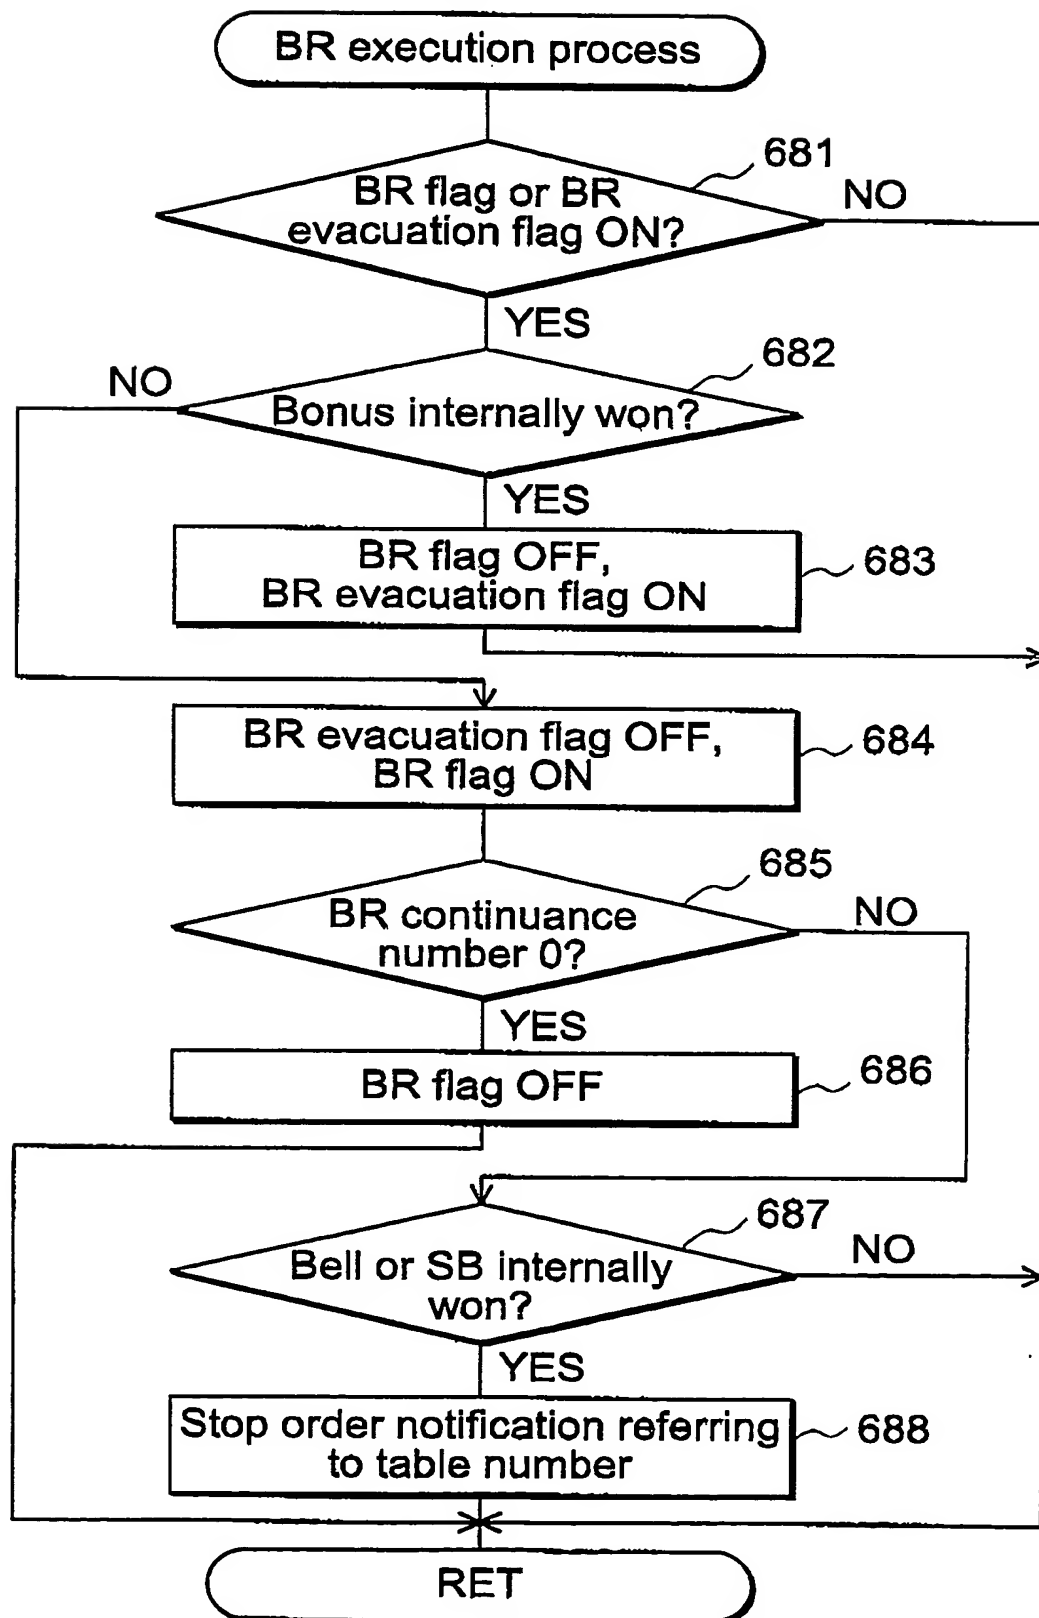 BR execution process
681
BR flag or BR
evacuation flag ON?
NO
YES
682
NO
Bonus internally won?
YES
BR flag OFF,
BR evacuation flag ON
683
BR evacuation flag OFF,
BR flag ON
684
685
BR continuance
number 0?
NO
YES
BR flag OFF
686
687
Bell or SB internally
won?
NO
YES
Stop order notification referring
to table number
688
RET